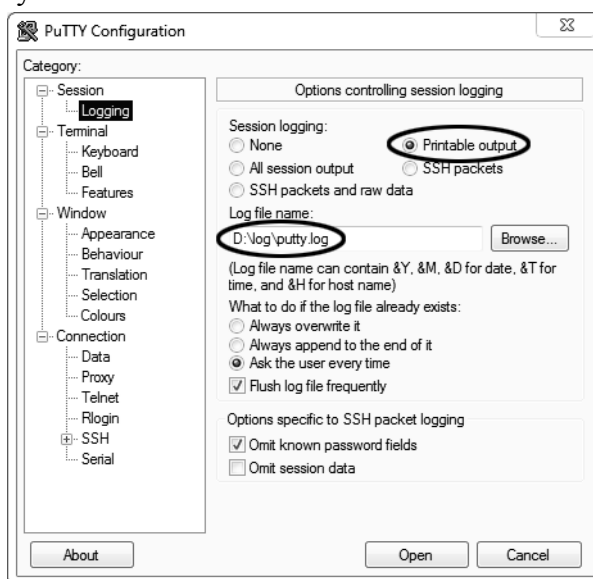 PuTTY Configuration
Category:
Session
Logging
Terminal
Keyboard
Bell
Features
Window
Appearance
Behaviour
Translation
Selection
Colours
Connection
Data
Proxy
Telnet
Rlogin
SSH
Serial
Options controlling session logging
Session logging:
None Printable output
All session output SSH packets
SSH packets and raw data
Log file name:
D:\log\putty.log Browse...
(Log file name can contain &Y, &M, &D for date, &T for
time, and &H for host name)
What to do if the log file already exists:
Always overwrite it
Always append to the end of it
Ask the user every time
Flush log file frequently
Options specific to SSH packet logging
Omit known password fields
Omit session data
About Open Cancel